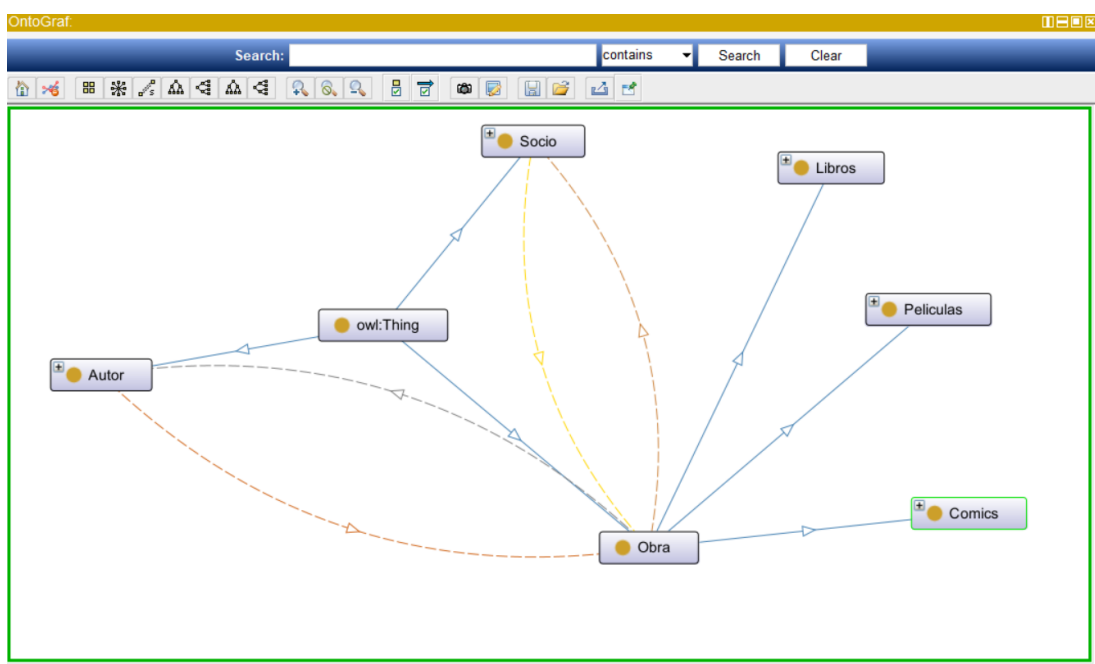 OntoGraf:
Search:
contains
Search
Clear
Socio
Libros
Peliculas
owl:Thing
Autor
Comics
Obra